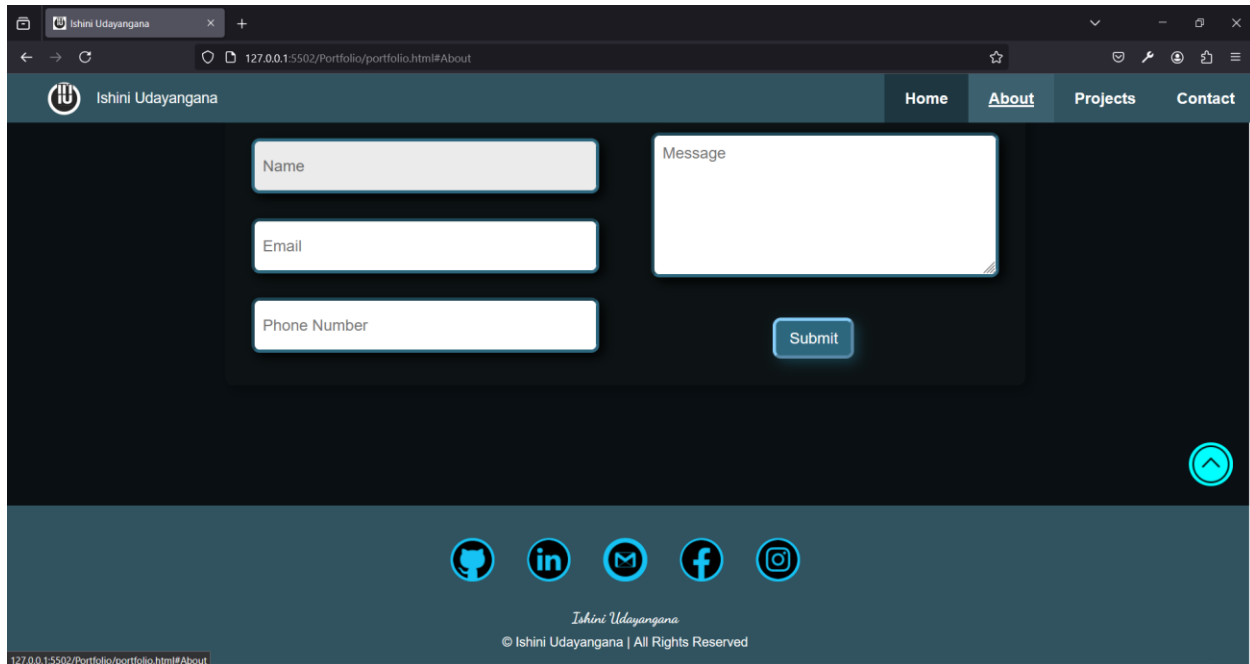 Ishini Udayangana
127.0.0.1:5502/Portfolio/portfolio.html#About
IU Ishini Udayangana Home About Projects Contact
Name
Message
Email
Phone Number
Submit
in
Ishini Udayangana
© Ishini Udayangana | All Rights Reserved
127.0.0.1:5502/Portfolio/portfolio.html#About